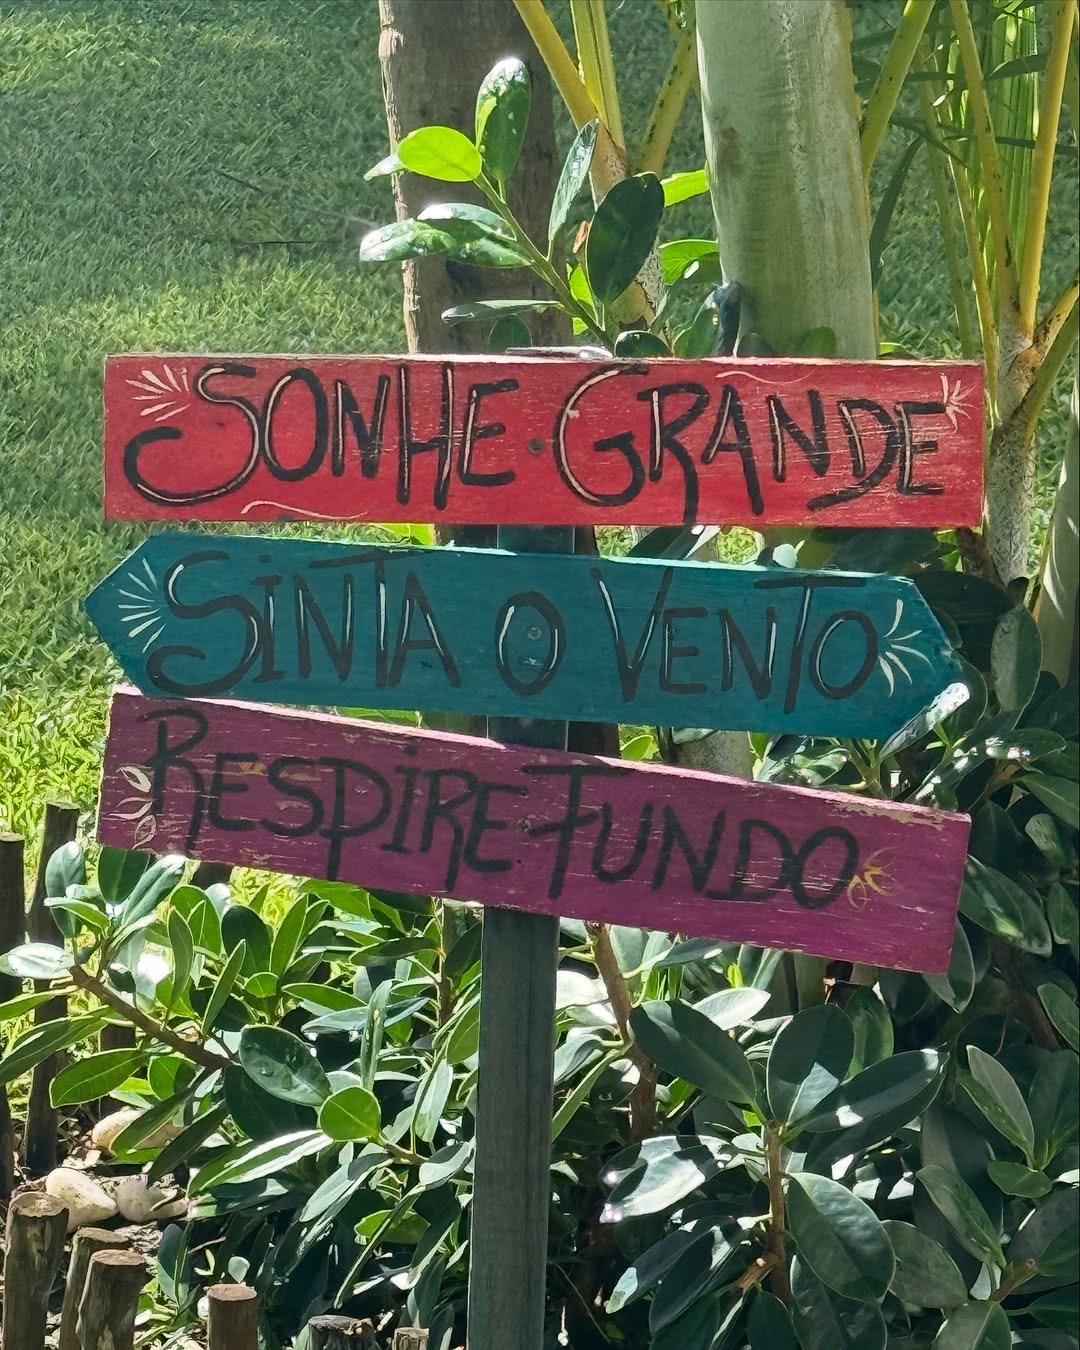 SONHE GRANDE
SINTA O VENTO
RESPIRE FUNDO